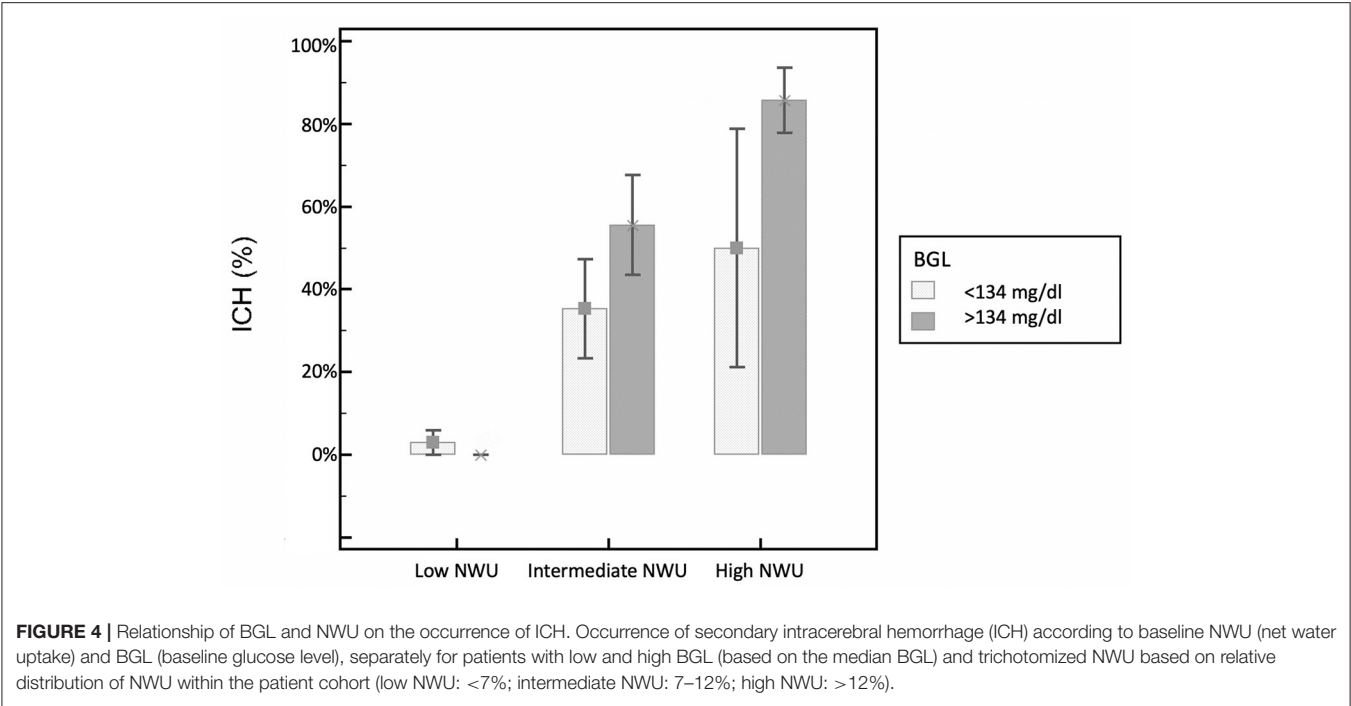 100%
80%
60%
40%
20%
0%
ICH (%)
Low NWU
Intermediate NWU
High NWU
BGL
<134 mg/dl
>134 mg/dl
FIGURE 4 | Relationship of BGL and NWU on the occurrence of ICH. Occurrence of secondary intracerebral hemorrhage (ICH) according to baseline NWU (net water
uptake) and BGL (baseline glucose level), separately for patients with low and high BGL (based on the median BGL) and trichotomized NWU based on relative
distribution of NWU within the patient cohort (low NWU: <7%; intermediate NWU: 7–12%; high NWU: >12%).